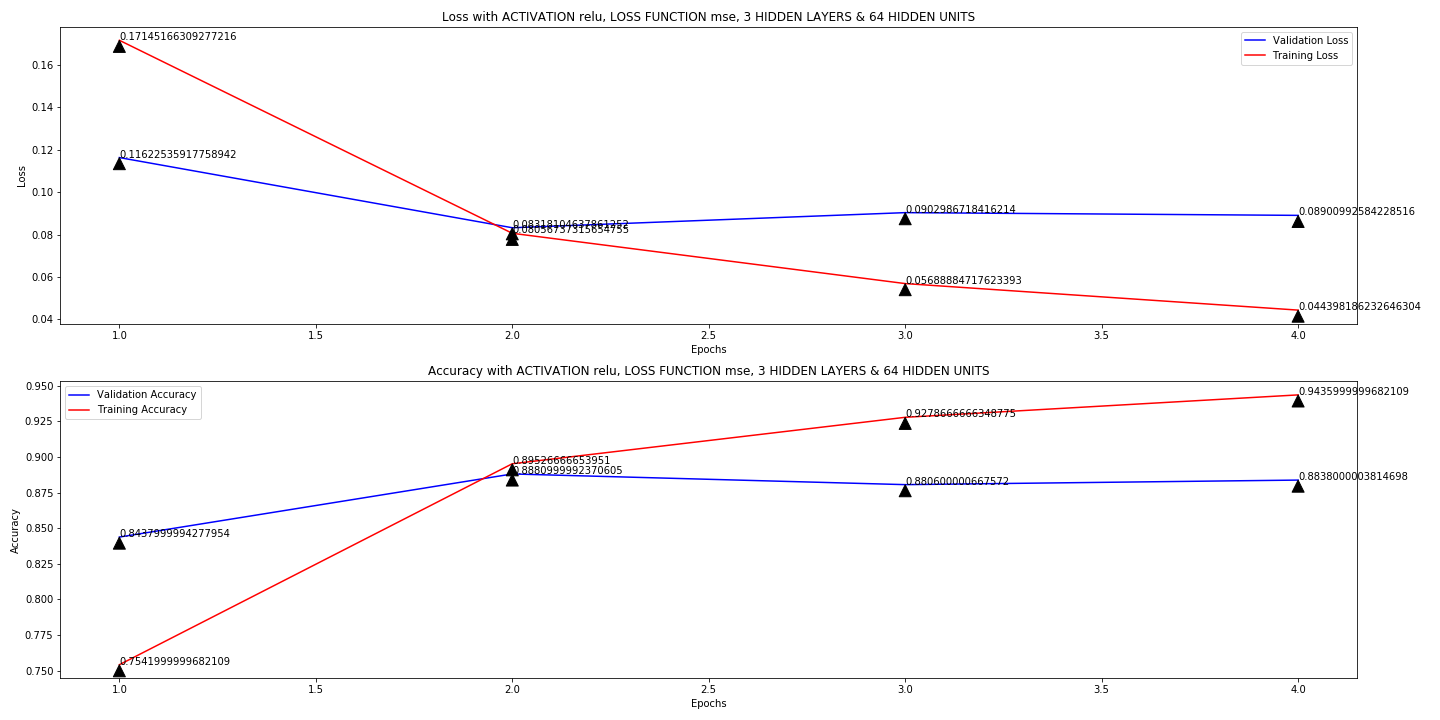 Loss with ACTIVATION relu, LOSS FUNCTION mse, 3 HIDDEN LAYERS & 64 HIDDEN UNITS
0.17145166309277216
Validation Loss
Training Loss
0.16
0.14
0.12
0.11622535917758942
0.10
Loss
0.0902986718416214
0.08900992584228516
0.08318104637861252
0.08056737315654755
0.08
0.06
0.05688884717623393
0.044398186232646304
0.04
1.0 1.5 2.0 2.5 3.0 3.5 4.0
Epochs
Accuracy with ACTIVATION relu, LOSS FUNCTION mse, 3 HIDDEN LAYERS & 64 HIDDEN UNITS
0.950
Validation Accuracy
Training Accuracy
0.9435999999682109
0.925
0.9278666666348775
0.900
0.89526666653951
0.8880999992370605
0.880600000667572
0.8838000003814698
0.875
0.850
0.8437999994277954
Accuracy
0.825
0.800
0.775
0.7541999999682109
0.750
1.0 1.5 2.0 2.5 3.0 3.5 4.0
Epochs